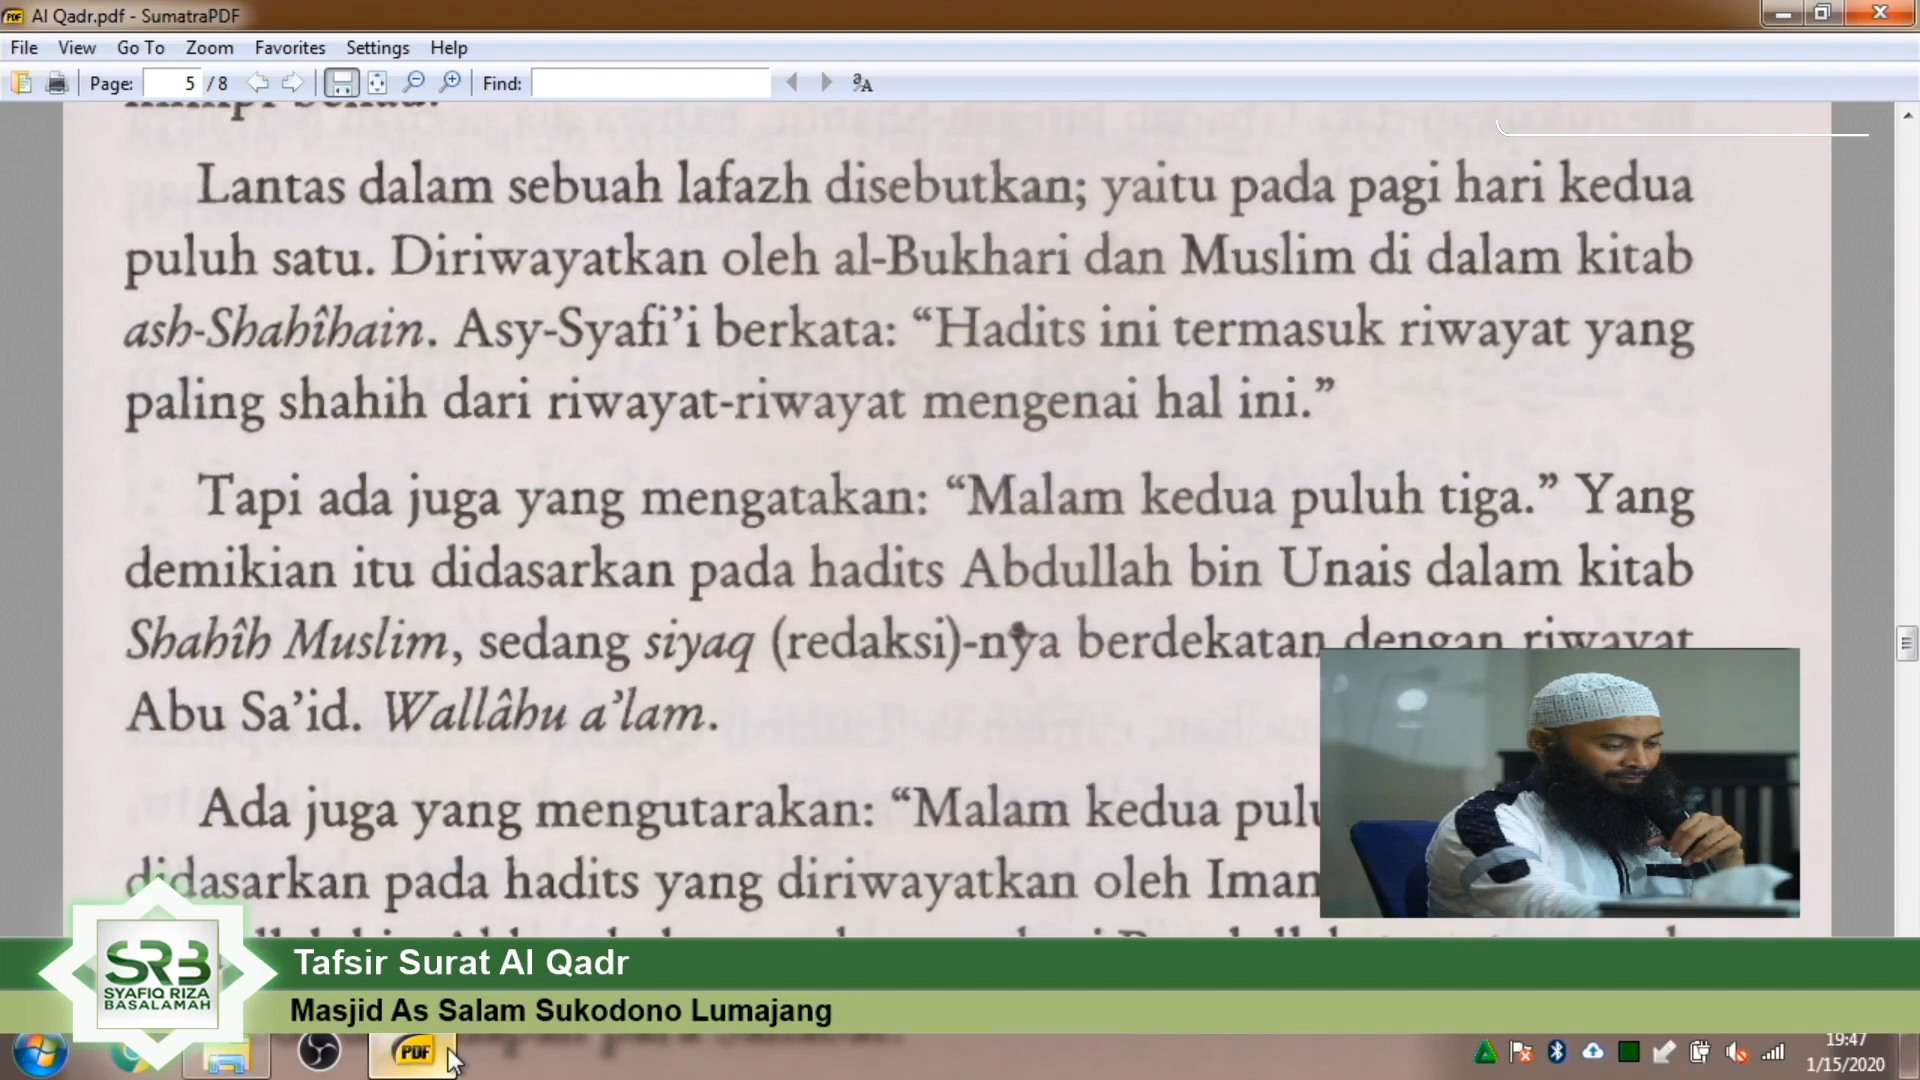 Al Qadr.pdf - SumatraPDF
File View Go To Zoom Favorites Settings Help
Page: 5 / 8 Find:
Lantas dalam sebuah lafazh disebutkan; yaitu pada pagi hari kedua
puluh satu. Diriwayatkan oleh al-Bukhari dan Muslim di dalam kitab
ash-Shahîhain. Asy-Syafi’i berkata: “Hadits ini termasuk riwayat yang
paling shahih dari riwayat-riwayat mengenai hal ini.”
Tapi ada juga yang mengatakan: “Malam kedua puluh tiga.” Yang
demikian itu didasarkan pada hadits Abdullah bin Unais dalam kitab
Shahîh Muslim, sedang siyaq (redaksi)-nya berdekatan dengan riwayat
Abu Sa’id. Wallâhu a’lam.
Ada juga yang mengutarakan: “Malam kedua
didasarkan pada hadits yang diriwayatkan oleh
Tafsir Surat Al Qadr
Masjid As Salam Sukodono Lumajang
SRB
SYAFIQ RIZA
BASALAMAH
PDF
19:47
1/15/2020